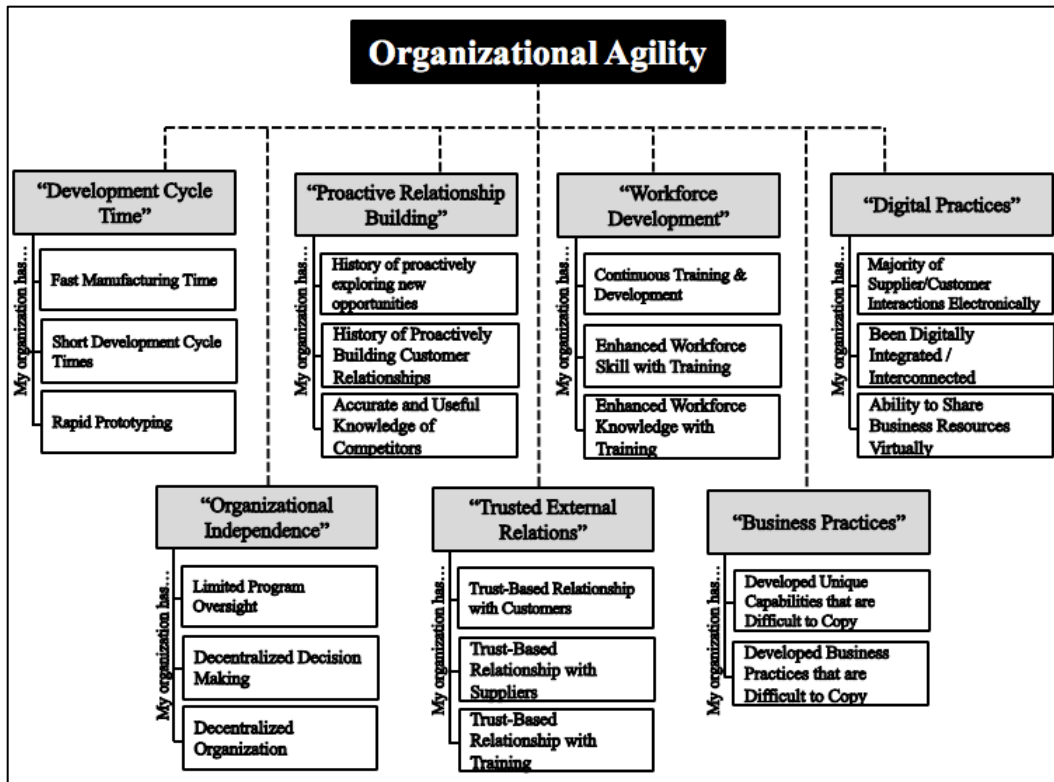 Organizational Agility
“Development Cycle
Time”
My organization has…
Fast Manufacturing Time
Short Development Cycle
Times
Rapid Prototyping
“Proactive Relationship
Building”
My organization has…
History of proactively
exploring new
opportunities
History of Proactively
Building Customer
Relationships
Accurate and Useful
Knowledge of
Competitors
“Workforce
Development”
My organization has…
Continuous Training &
Development
Enhanced Workforce
Skill with Training
Enhanced Workforce
Knowledge with
Training
“Digital Practices”
My organization has…
Majority of
Supplier/Customer
Interactions Electronically
Been Digitally
Integrated /
Interconnected
Ability to Share
Business Resources
Virtually
“Organizational
Independence”
My organization has…
Limited Program
Oversight
Decentralized Decision
Making
Decentralized
Organization
“Trusted External
Relations”
My organization has…
Trust-Based Relationship
with Customers
Trust-Based
Relationship with
Suppliers
Trust-Based
Relationship with
Training
“Business Practices”
My organization has…
Developed Unique
Capabilities that are
Difficult to Copy
Developed Business
Practices that are
Difficult to Copy